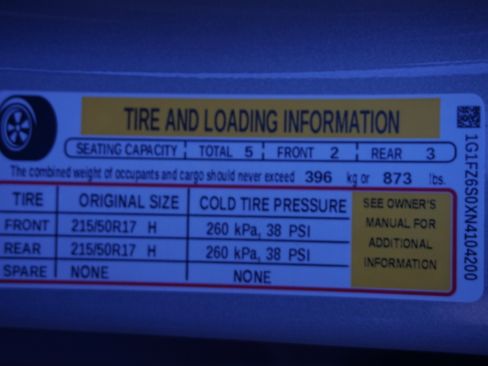 TIRE AND LOADING INFORMATION
SEATING CAPACITY TOTAL 5 FRONT 2 REAR 3
The combined weight of occupants and cargo should never exceed 396 kg or 873 lbs.
TIRE ORIGINAL SIZE COLD TIRE PRESSURE
FRONT 215/50R17 H 260 kPa, 38 PSI
REAR 215/50R17 H 260 kPa, 38 PSI
SPARE NONE NONE
SEE OWNER'S
MANUAL FOR
ADDITIONAL
INFORMATION
1G1FZ6S0XN4104200